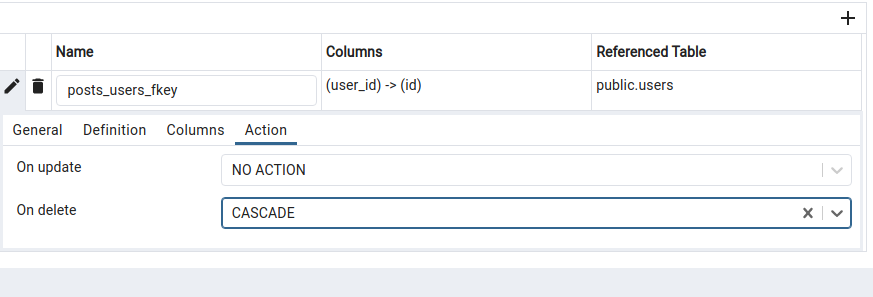 Name Columns Referenced Table
posts_users_fkey (user_id) -> (id) public.users
General Definition Columns Action
On update NO ACTION
On delete CASCADE